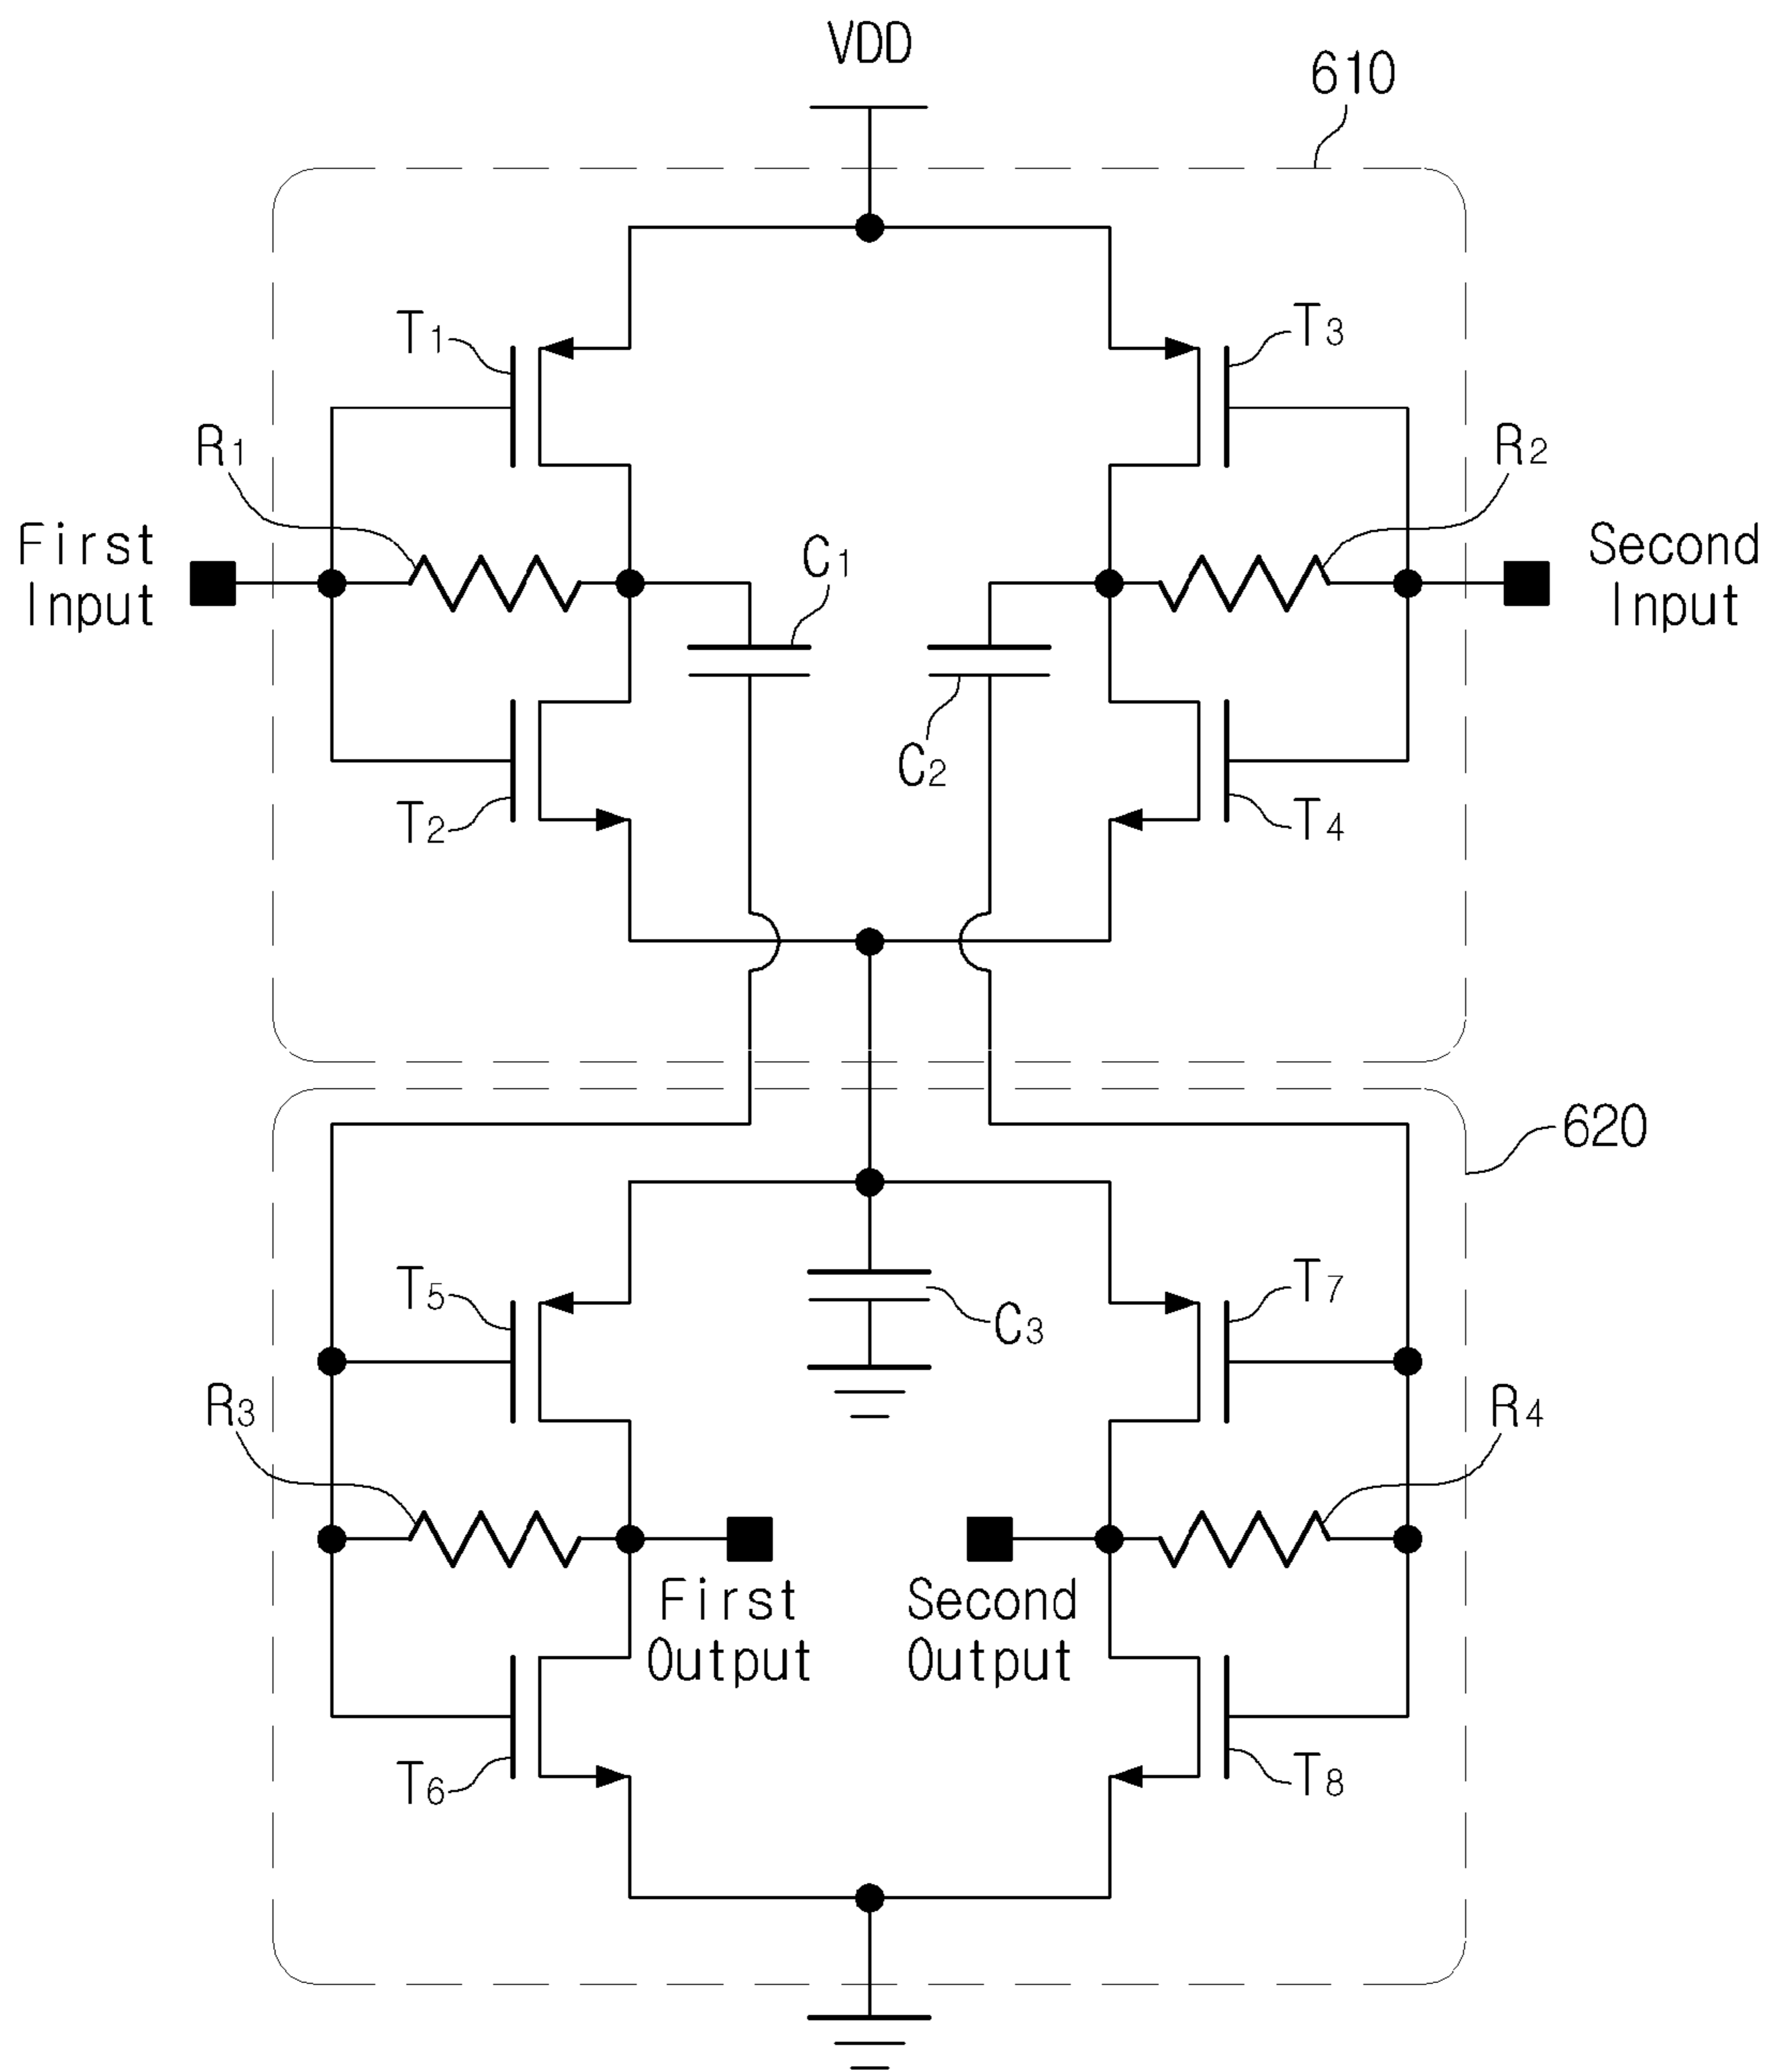 VDD
610
T1
T3
R1
R2
First
Input
C1
Second
Input
C2
T2
T4
620
T5
T7
C3
R3
R4
First
Output
Second
Output
T6
T8